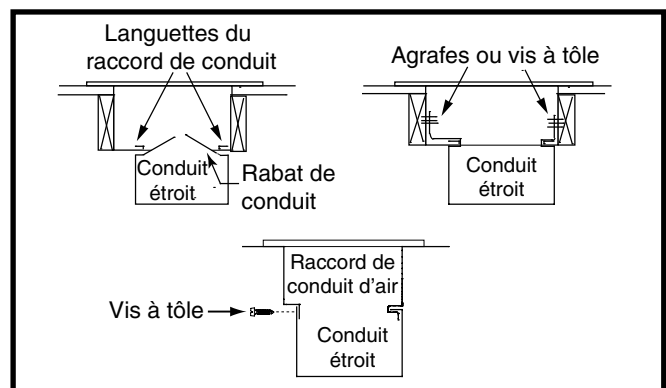 Languettes du
raccord de conduit
Conduit
étroit
Rabat de
conduit
Agrafes ou vis à tôle
Conduit
étroit
Raccord de
conduit d'air
Vis à tôle
Conduit
étroit